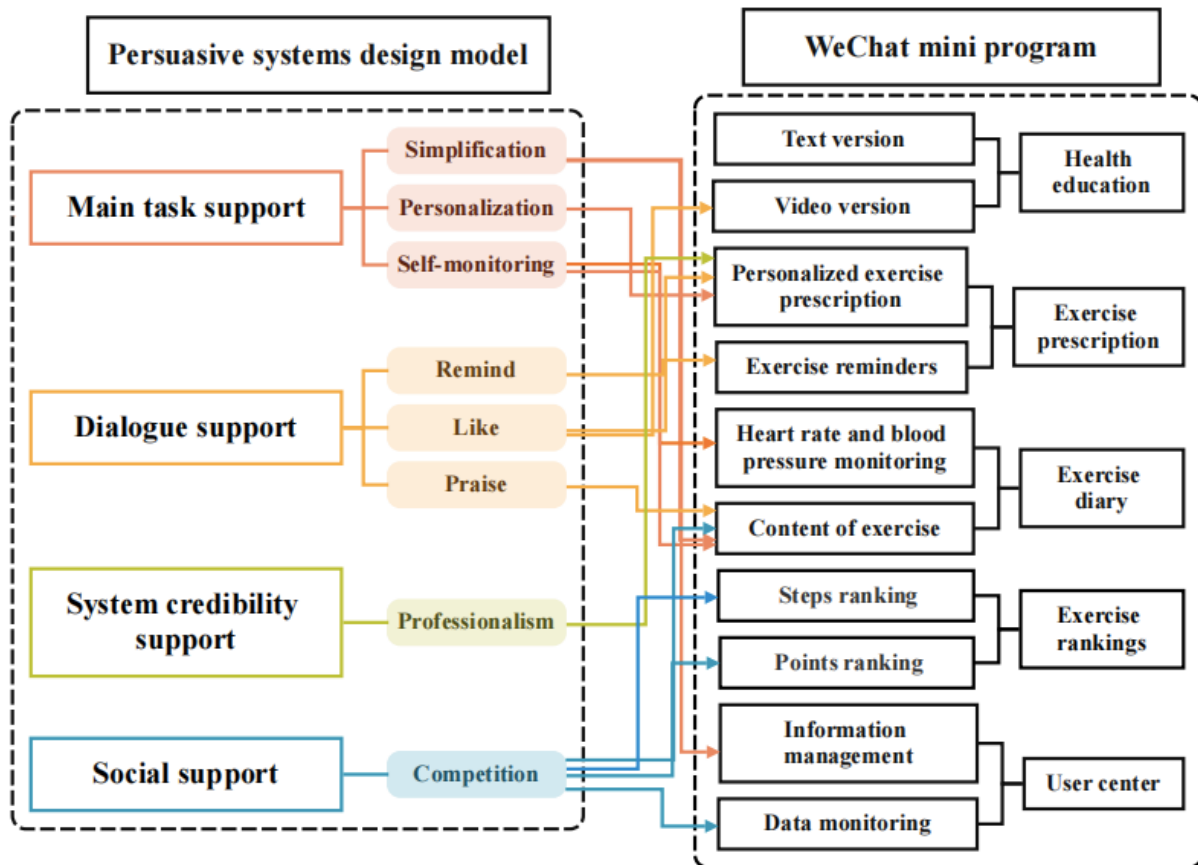 Persuasive systems design model
WeChat mini program
Main task support
Simplification
Personalization
Self-monitoring
Dialogue support
Remind
Like
Praise
System credibility
support
Professionalism
Social support
Competition
Text version
Video version
Health
education
Personalized exercise
prescription
Exercise reminders
Exercise
prescription
Heart rate and blood
pressure monitoring
Content of exercise
Exercise
diary
Steps ranking
Points ranking
Exercise
rankings
Information
management
Data monitoring
User center